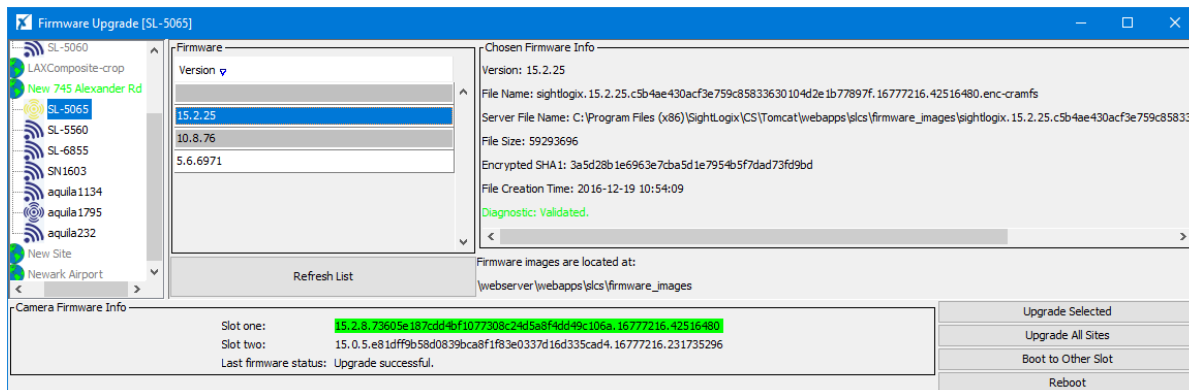 Firmware Upgrade [SL-5065]
SL-5060
LAXComposite-crop
New 745 Alexander Rd
SL-5065
SL-5560
SL-6855
SN1603
aquila1134
aquila1795
aquila232
New Site
Newark Airport
Firmware
Version
15.2.25
10.8.76
5.6.6971
Refresh List
Chosen Firmware Info
Version: 15.2.25
File Name: sightlogix.15.2.25.c5b4ae430acf3e759c85833630104d2e1b77897f.16777216.42516480.enc-cramfs
Server File Name: C:\Program Files (x86)\SightLogix\CS\Tomcat\webapps\slcs\firmware_images\sightlogix.15.2.25.c5b4ae430acf3e759c85833
File Size: 59293696
Encrypted SHA1: 3a5d28b1e6963e7cba5d1e7954b5f7dad73fd9bd
File Creation Time: 2016-12-19 10:54:09
Diagnostic: Validated.
Firmware images are located at:
\webserver\webapps\slcs\firmware_images
Camera Firmware Info
Slot one: 15.2.8.73605e187cdd4bf1077308c24d5a8f4dd49c106a.16777216.42516480
Slot two: 15.0.5.e81dff9b58d0839bca8f1f83e0337d16d335cad4.16777216.231735296
Last firmware status: Upgrade successful.
Upgrade Selected
Upgrade All Sites
Boot to Other Slot
Reboot